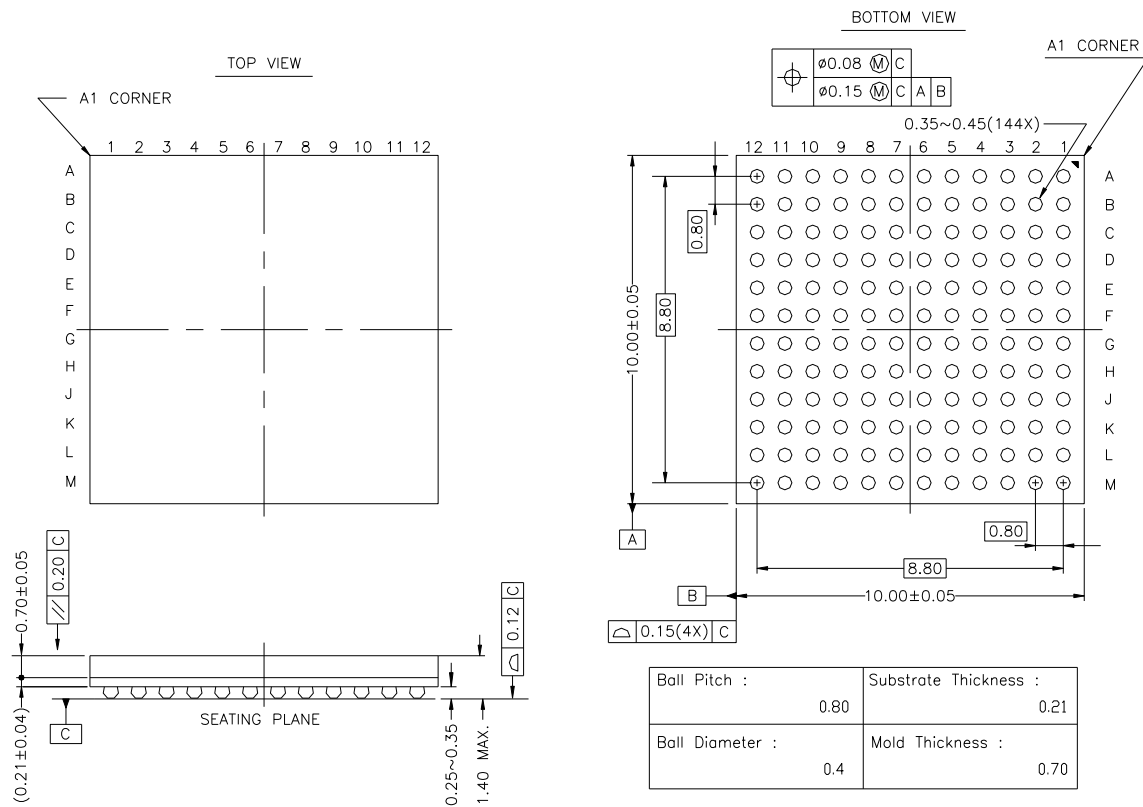 TOP VIEW
A1 CORNER
1 2 3 4 5 6 7 8 9 10 11 12
A
B
C
D
E
F
G
H
J
K
L
M
BOTTOM VIEW
A1 CORNER
ø0.08 Ⓜ C
ø0.15 Ⓜ C A B
0.35~0.45(144X)
12 11 10 9 8 7 6 5 4 3 2 1
A
B
C
D
E
F
G
H
J
K
L
M
0.80
8.80
10.00±0.05
A
0.80
8.80
B
10.00±0.05
⌓ 0.15(4X) C
0.70±0.05
// 0.20 C
(0.21±0.04)
C
SEATING PLANE
0.25~0.35
1.40 MAX.
⌓ 0.12 C
Ball Pitch :
0.80
Substrate Thickness :
0.21
Ball Diameter :
0.4
Mold Thickness :
0.70